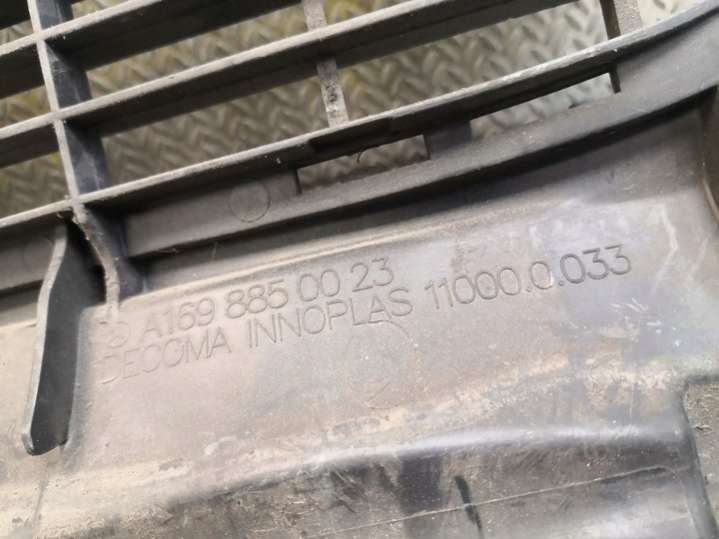 A169 885 00 23
DECOMA INNOPLAS 11000.0.033